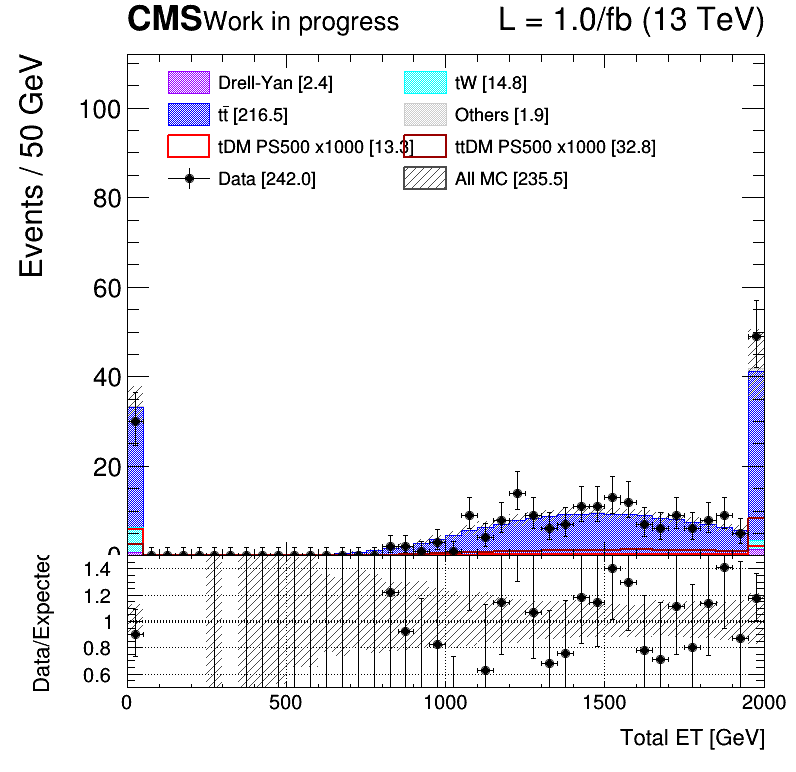 CMS Work in progress L = 1.0/fb (13 TeV)
Events / 50 GeV
Drell-Yan [2.4] tW [14.8]
tt̄ [216.5] Others [1.9]
tDM PS500 x1000 [13.3] ttDM PS500 x1000 [32.8]
Data [242.0] All MC [235.5]
100
80
60
40
20
0
Data/Expected
1.4
1.2
1
0.8
0.6
0 500 1000 1500 2000
Total ET [GeV]